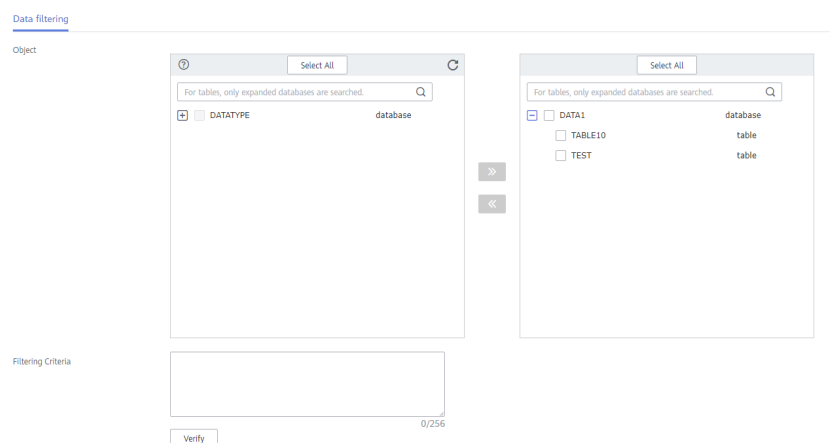 Data filtering
Object
Select All
Select All
For tables, only expanded databases are searched.
For tables, only expanded databases are searched.
DATATYPE database
DATA1 database
TABLE10 table
TEST table
Filtering Criteria
0/256
Verify